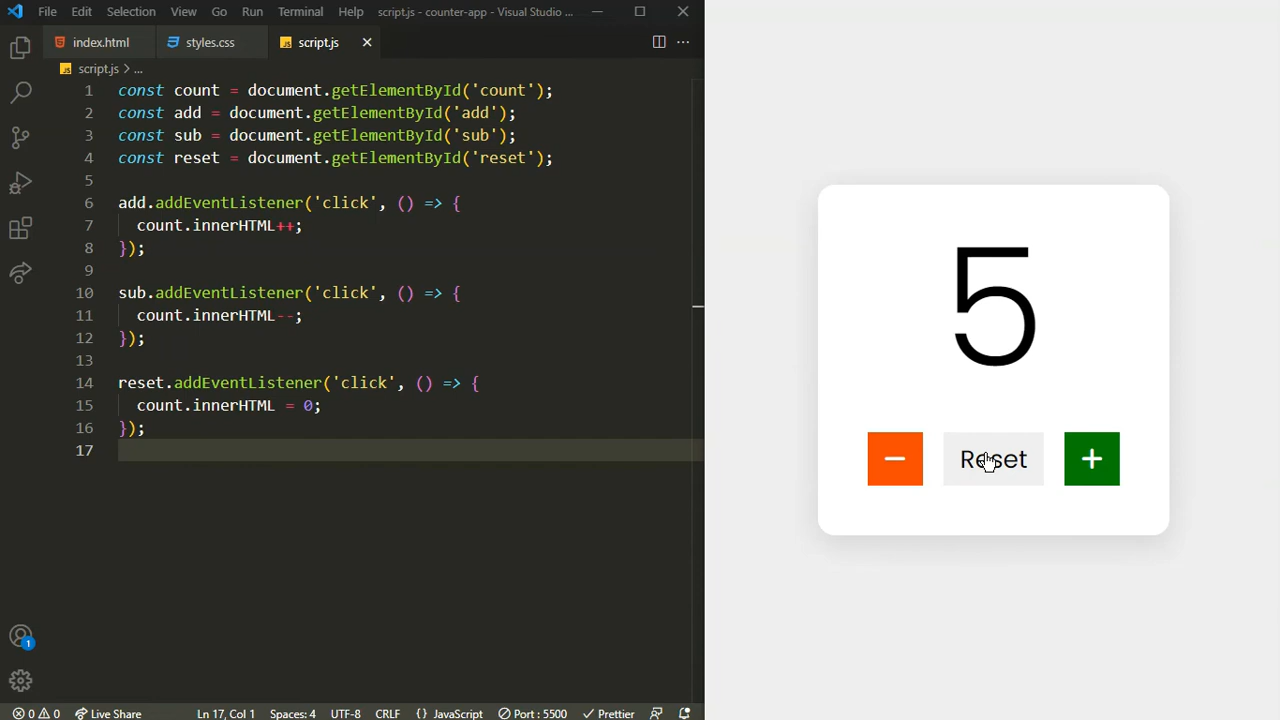 File Edit Selection View Go Run Terminal Help script.js - counter-app - Visual Studio ...
index.html styles.css script.js
script.js > ...
1 const count = document.getElementById('count');
2 const add = document.getElementById('add');
3 const sub = document.getElementById('sub');
4 const reset = document.getElementById('reset');
5
6 add.addEventListener('click', () => {
7 count.innerHTML++;
8 });
9
10 sub.addEventListener('click', () => {
11 count.innerHTML--;
12 });
13
14 reset.addEventListener('click', () => {
15 count.innerHTML = 0;
16 });
17
5
− Reset +
1
0 0 Live Share Ln 17, Col 1 Spaces: 4 UTF-8 CRLF {} JavaScript Port : 5500 Prettier